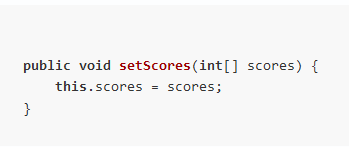 public void setScores(int[] scores) {
    this.scores = scores;
}